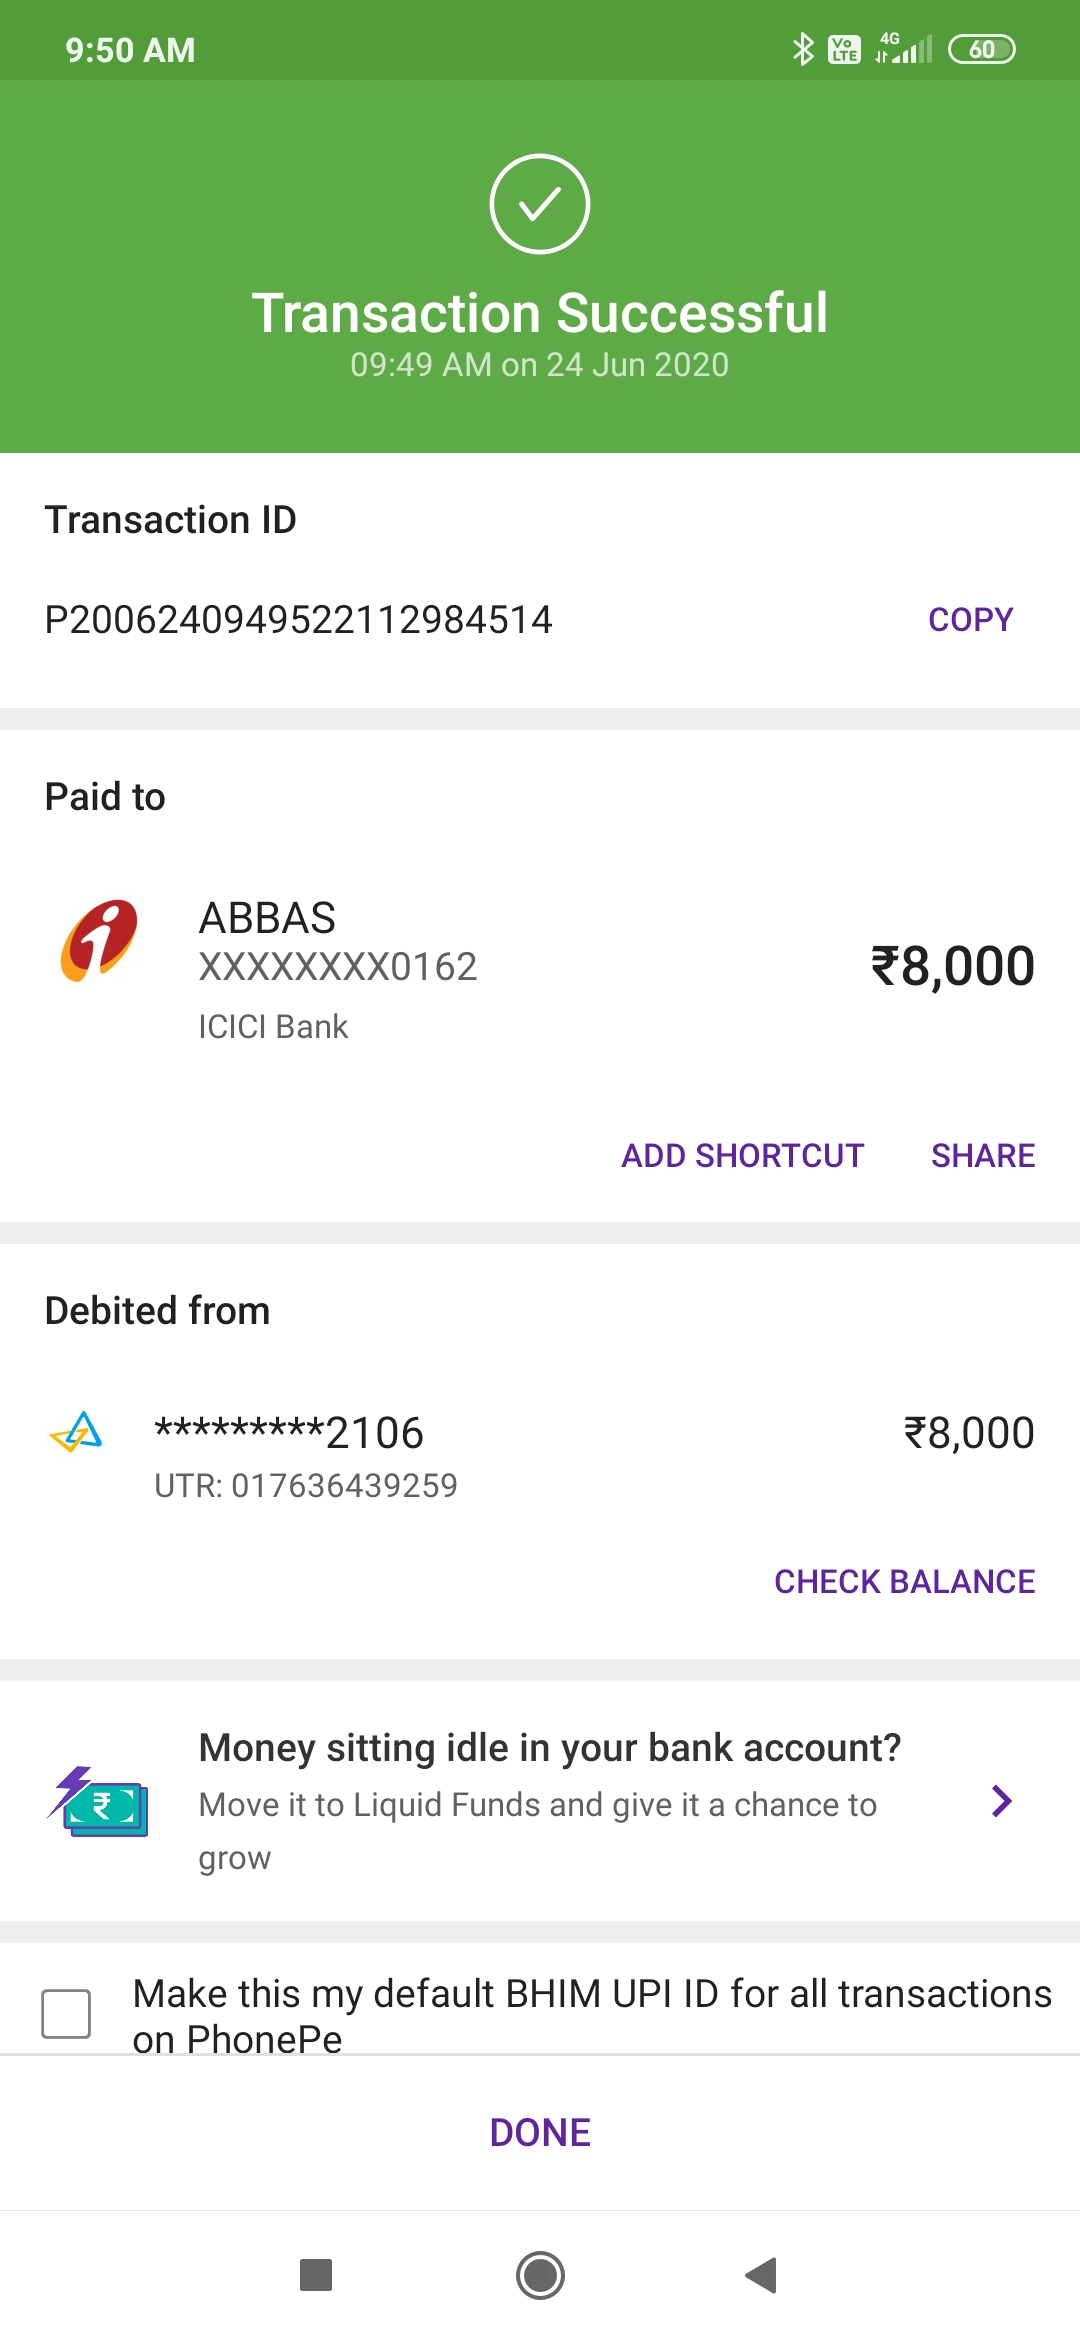 9:50 AM
Vo LTE 4G 60
Transaction Successful
09:49 AM on 24 Jun 2020
Transaction ID
P2006240949522112984514 COPY
Paid to
ABBAS
XXXXXXXX0162 ₹8,000
ICICI Bank
ADD SHORTCUT SHARE
Debited from
*********2106 ₹8,000
UTR: 017636439259
CHECK BALANCE
Money sitting idle in your bank account?
Move it to Liquid Funds and give it a chance to
grow
Make this my default BHIM UPI ID for all transactions
on PhonePe
DONE